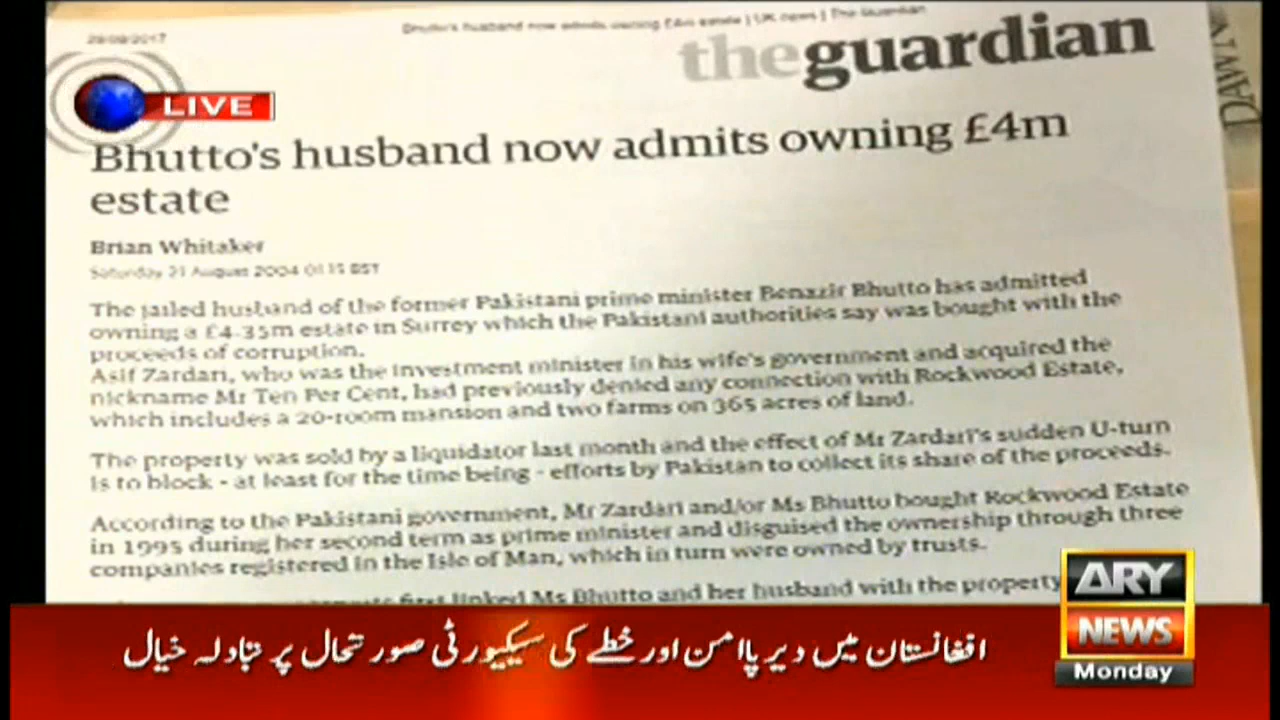 Bhutto's husband now admits owning £4m estate | UK news | The Guardian
theguardian
LIVE
Bhutto's husband now admits owning £4m
estate
Brian Whitaker
Saturday 21 August 2004 01.15 BST
The jailed husband of the former Pakistani prime minister Benazir Bhutto has admitted
owning a £4.35m estate in Surrey which the Pakistani authorities say was bought with the
proceeds of corruption.
Asif Zardari, who was the investment minister in his wife's government and acquired the
nickname Mr Ten Per Cent, had previously denied any connection with Rockwood Estate,
which includes a 20-room mansion and two farms on 365 acres of land.
The property was sold by a liquidator last month and the effect of Mr Zardari's sudden U-turn
is to block - at least for the time being - efforts by Pakistan to collect its share of the proceeds.
According to the Pakistani government, Mr Zardari and/or Ms Bhutto bought Rockwood Estate
in 1995 during her second term as prime minister and disguised the ownership through three
companies registered in the Isle of Man, which in turn were owned by trusts.
first linked Ms Bhutto and her husband with the property
DAWN
ARY
NEWS
Monday
افغانستان میں دیرپا امن اور خطے کی سیکیورٹی صورتحال پر تبادلہ خیال